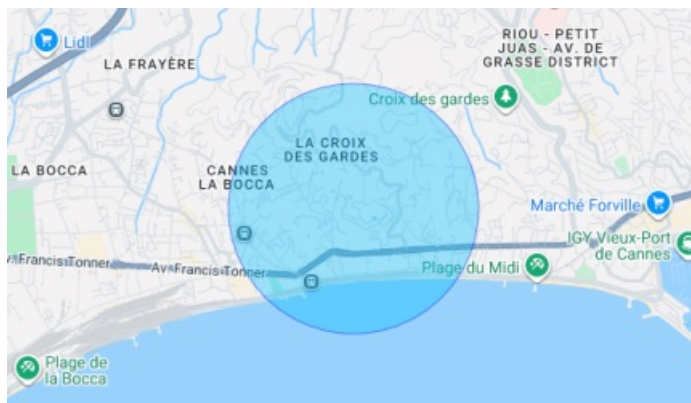 RIOU - PETIT
JUAS - AV. DE
GRASSE DISTRICT
Lidl
LA FRAYÈRE
Croix des gardes
LA CROIX
DES GARDES
LA BOCCA
CANNES
LA BOCCA
Marché Forville
IGY Vieux-Port
de Cannes
Francis Tonner
Av. Francis Tonner
Plage du Midi
Plage de
la Bocca